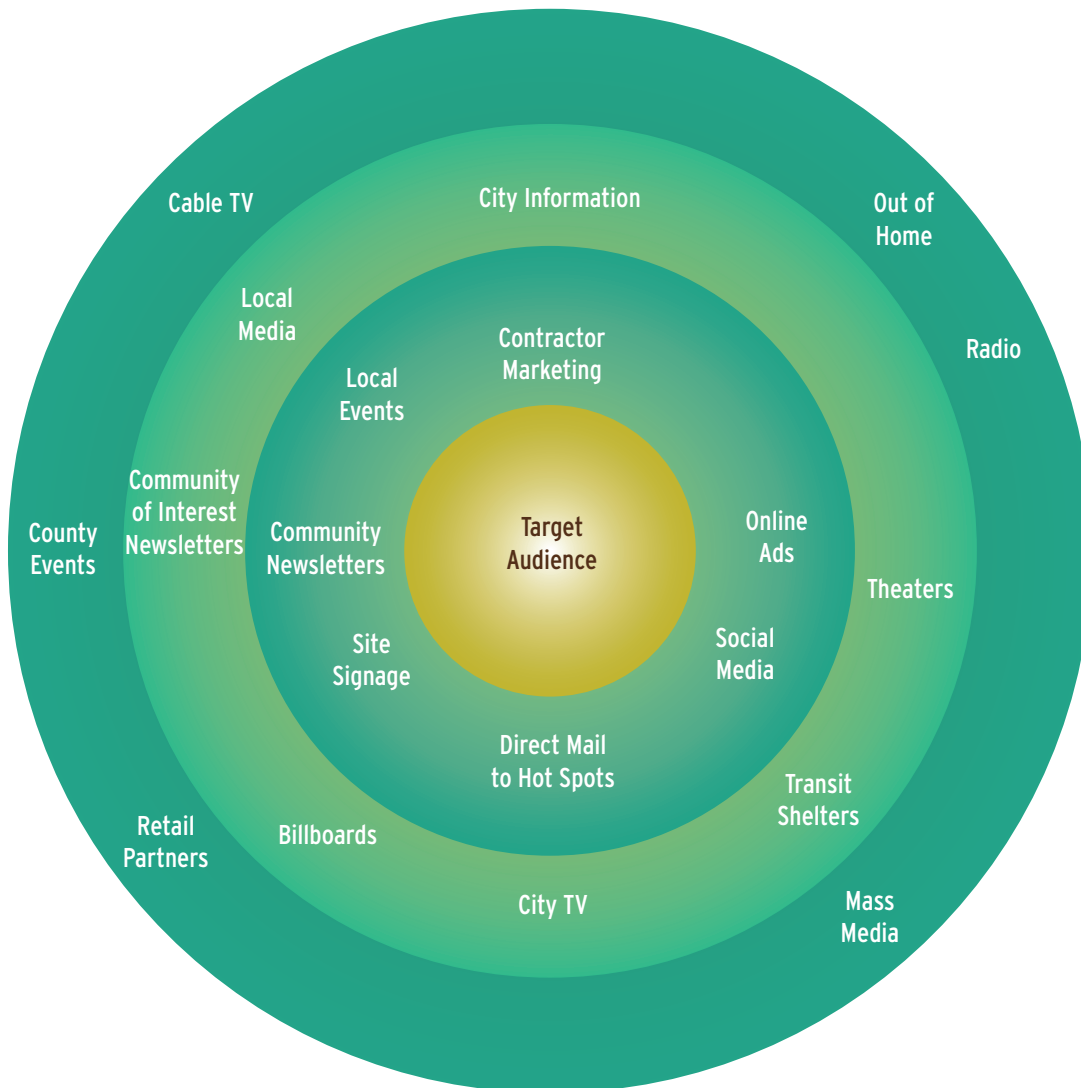 Cable TV
City Information
Out of
Home
Local
Media
Contractor
Marketing
Radio
Local
Events
Community
of Interest
Newsletters
County
Events
Community
Newsletters
Target
Audience
Online
Ads
Theaters
Site
Signage
Social
Media
Direct Mail
to Hot Spots
Transit
Shelters
Retail
Partners
Billboards
City TV
Mass
Media